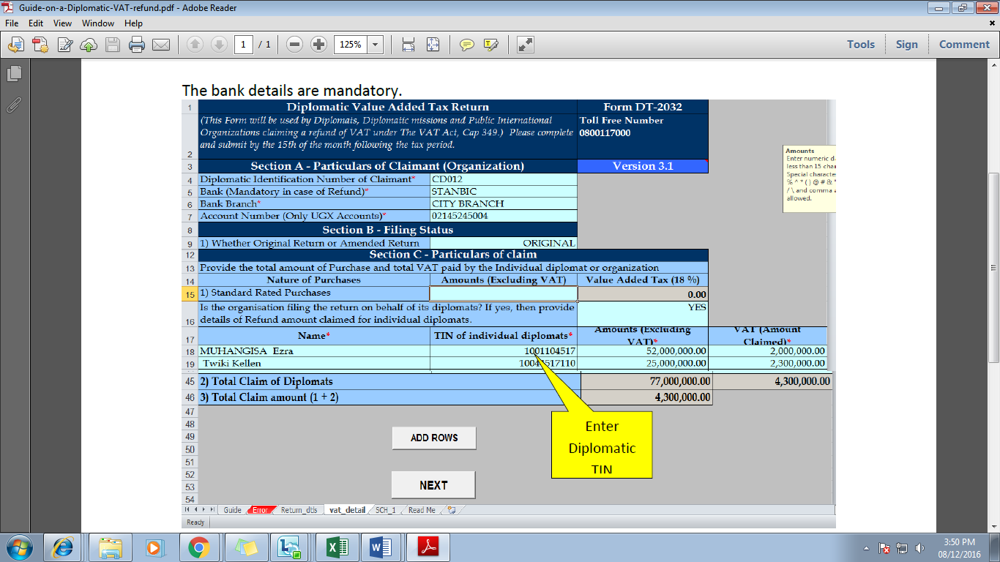 Guide-on-a-Diplomatic-VAT-refund.pdf - Adobe Reader
File Edit View Window Help
1 / 1 125% Tools Sign Comment
The bank details are mandatory.
1 Diplomatic Value Added Tax Return Form DT-2032
(This Form will be used by Diplomats, Diplomatic missions and Public International Toll Free Number
Organizations claiming a refund of VAT under The VAT Act, Cap 349.) Please complete 0800117000
2 and submit by the 15th of the month following the tax period.
3 Section A - Particulars of Claimant (Organization) Version 3.1
4 Diplomatic Identification Number of Claimant* CD012
5 Bank (Mandatory in case of Refund)* STANBIC
6 Bank Branch* CITY BRANCH
7 Account Number (Only UGX Accounts)* 02145245004
8 Section B - Filing Status
9 1) Whether Original Return or Amended Return ORIGINAL
12 Section C - Particulars of claim
13 Provide the total amount of Purchase and total VAT paid by the Individual diplomat or organization
14 Nature of Purchases Amounts (Excluding VAT) Value Added Tax (18 %)
15 1) Standard Rated Purchases 0.00
Is the organisation filing the return on behalf of its diplomats? If yes, then provide YES
16 details of Refund amount claimed for individual diplomats.
17 Name* TIN of individual diplomats* Amounts (Excluding VAT)* VAT (Amount Claimed)*
18 MUHANGISA Ezra 1001104517 52,000,000.00 2,000,000.00
19 Twiki Kellen 25,000,000.00 2,300,000.00
45 2) Total Claim of Diplomats 77,000,000.00 4,300,000.00
46 3) Total Claim amount (1 + 2) 4,300,000.00
47
48
49
50
51
52
53
54
Amounts
Enter numeric d
less than 15 cha
Special characte
% ^ * ( ) @ # &
/ \ and comma a
allowed.
Enter
Diplomatic
TIN
ADD ROWS
NEXT
Guide Error Return_dtls vat_detail SCH_1 Read Me
Ready
3:50 PM
08/12/2016